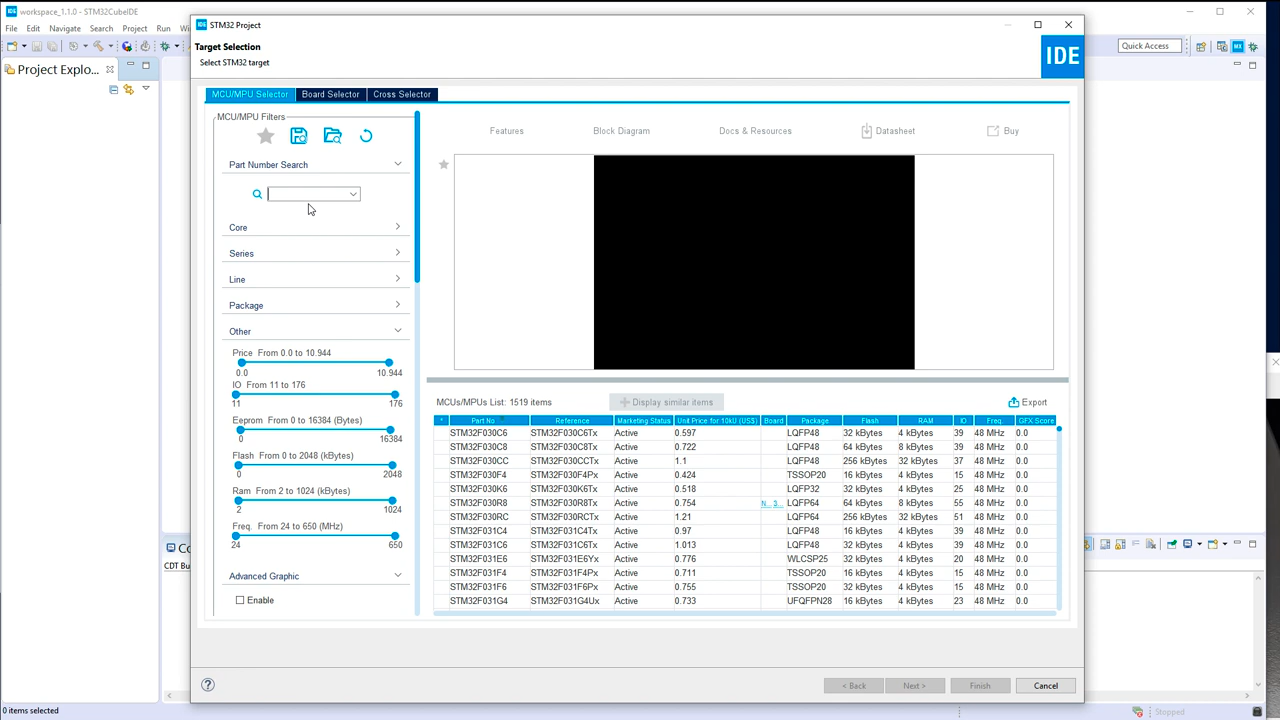 workspace_1.1.0 - STM32CubeIDE
File Edit Navigate Search Project Run
Quick Access
Project Explo...
0 items selected
CDT Bu
Stopped
IDE STM32 Project
Target Selection
Select STM32 target
IDE
MCU/MPU Selector Board Selector Cross Selector
MCU/MPU Filters
Part Number Search
Core
Series
Line
Package
Other
Price From 0.0 to 10.944
0.0 10.944
IO From 11 to 176
11 176
Eeprom From 0 to 16384 (Bytes)
0 16384
Flash From 0 to 2048 (kBytes)
0 2048
Ram From 2 to 1024 (kBytes)
2 1024
Freq. From 24 to 650 (MHz)
24 650
Advanced Graphic
Enable
Features Block Diagram Docs & Resources Datasheet Buy
MCUs/MPUs List: 1519 items Display similar items Export
* Part No Reference Marketing Status Unit Price for 10kU (US$) Board Package Flash RAM IO Freq. GFX Score
STM32F030C6 STM32F030C6Tx Active 0.597 LQFP48 32 kBytes 4 kBytes 39 48 MHz 0.0
STM32F030C8 STM32F030C8Tx Active 0.722 LQFP48 64 kBytes 8 kBytes 39 48 MHz 0.0
STM32F030CC STM32F030CCTx Active 1.1 LQFP48 256 kBytes 32 kBytes 37 48 MHz 0.0
STM32F030F4 STM32F030F4Px Active 0.424 TSSOP20 16 kBytes 4 kBytes 15 48 MHz 0.0
STM32F030K6 STM32F030K6Tx Active 0.518 LQFP32 32 kBytes 4 kBytes 25 48 MHz 0.0
STM32F030R8 STM32F030R8Tx Active 0.754 N... 3... LQFP64 64 kBytes 8 kBytes 55 48 MHz 0.0
STM32F030RC STM32F030RCTx Active 1.21 LQFP64 256 kBytes 32 kBytes 51 48 MHz 0.0
STM32F031C4 STM32F031C4Tx Active 0.97 LQFP48 16 kBytes 4 kBytes 39 48 MHz 0.0
STM32F031C6 STM32F031C6Tx Active 1.013 LQFP48 32 kBytes 4 kBytes 39 48 MHz 0.0
STM32F031E6 STM32F031E6Yx Active 0.776 WLCSP25 32 kBytes 4 kBytes 20 48 MHz 0.0
STM32F031F4 STM32F031F4Px Active 0.711 TSSOP20 16 kBytes 4 kBytes 15 48 MHz 0.0
STM32F031F6 STM32F031F6Px Active 0.755 TSSOP20 32 kBytes 4 kBytes 15 48 MHz 0.0
STM32F031G4 STM32F031G4Ux Active 0.733 UFQFPN28 16 kBytes 4 kBytes 23 48 MHz 0.0
< Back Next > Finish Cancel